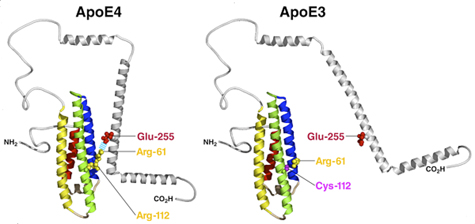 ApoE4
Glu-255
Arg-61
NH2
CO2H
Arg-112
ApoE3
Glu-255
Arg-61
NH2
CO2H
Cys-112